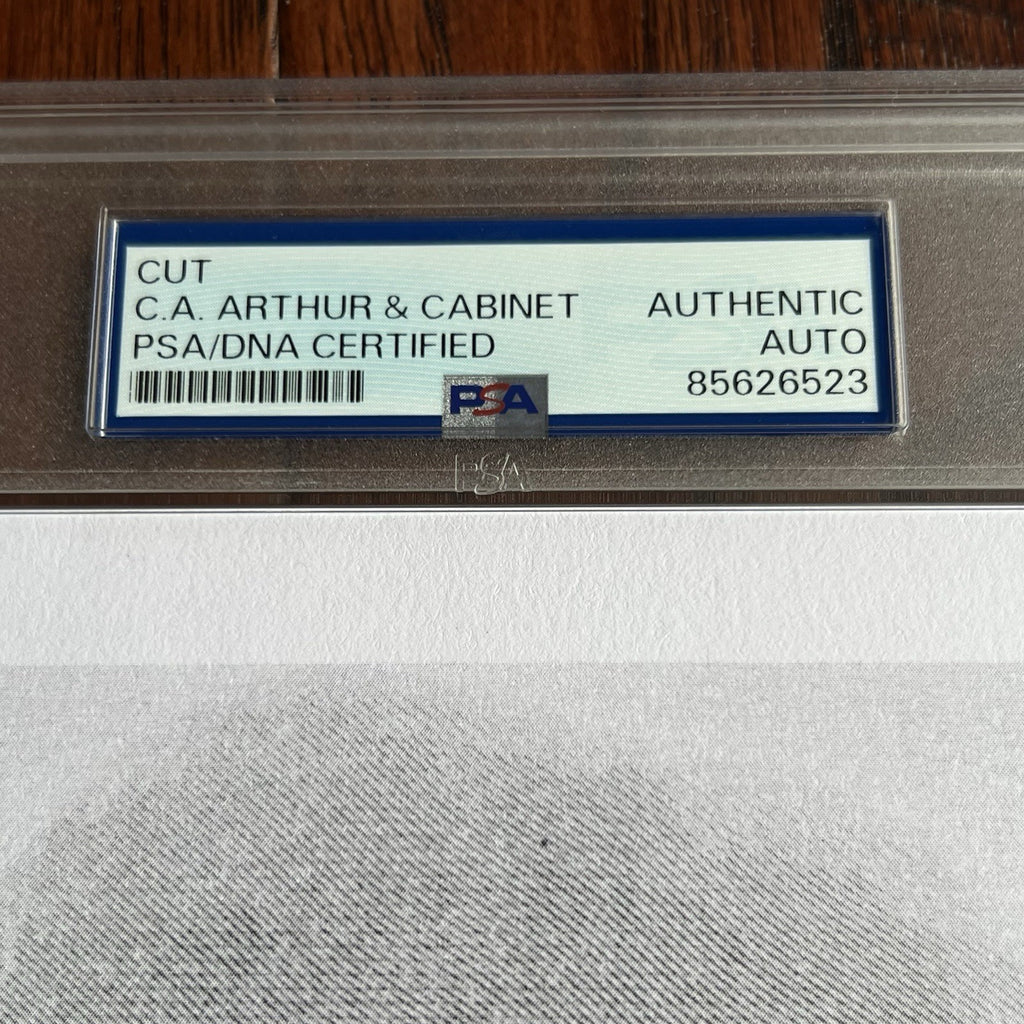 CUT
C.A. ARTHUR & CABINET
PSA/DNA CERTIFIED
AUTHENTIC
AUTO
85626523
PSA
PSA